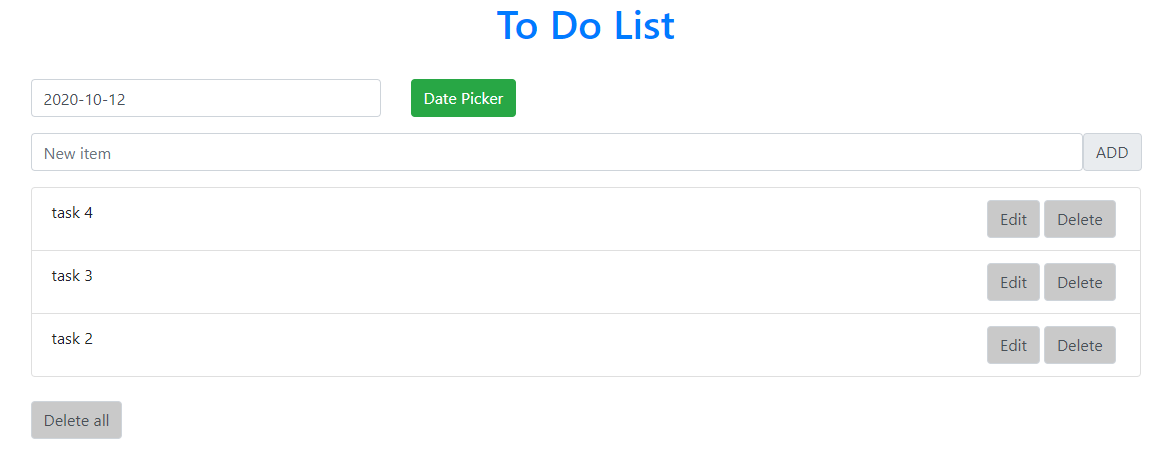 To Do List
2020-10-12 Date Picker
New item ADD
task 4 Edit Delete
task 3 Edit Delete
task 2 Edit Delete
Delete all